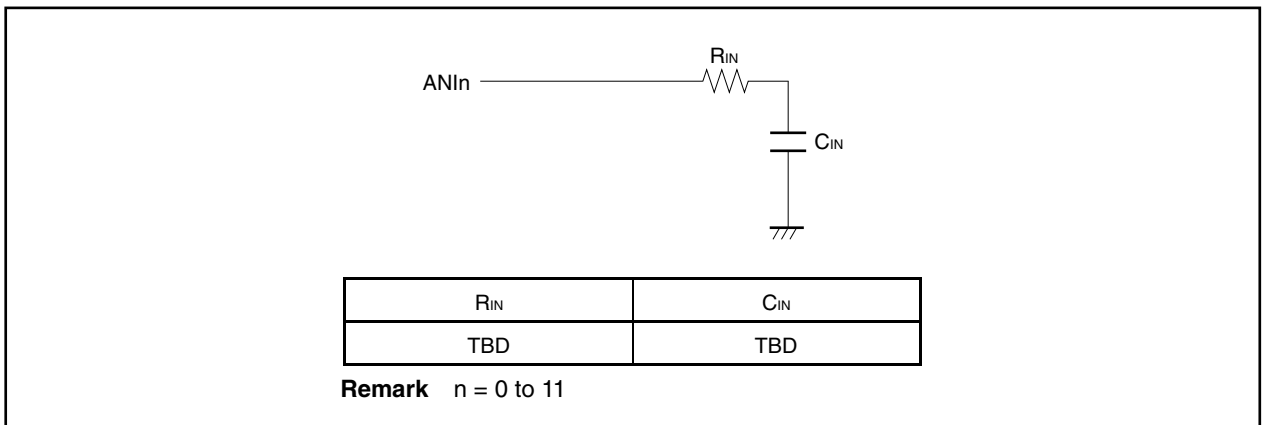 RIN
ANIn
CIN
RIN CIN
TBD TBD
Remark n = 0 to 11